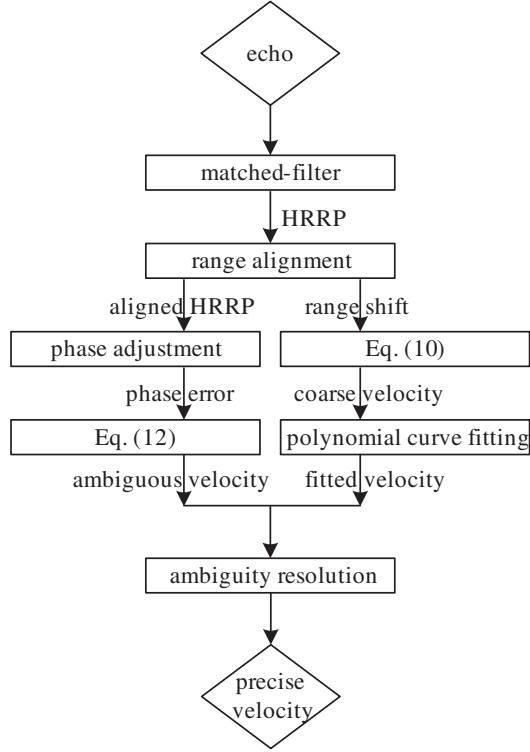 echo
matched-filter
HRRP
range alignment
aligned HRRP
range shift
phase adjustment
Eq. (10)
phase error
coarse velocity
Eq. (12)
polynomial curve fitting
ambiguous velocity
fitted velocity
ambiguity resolution
precise
velocity